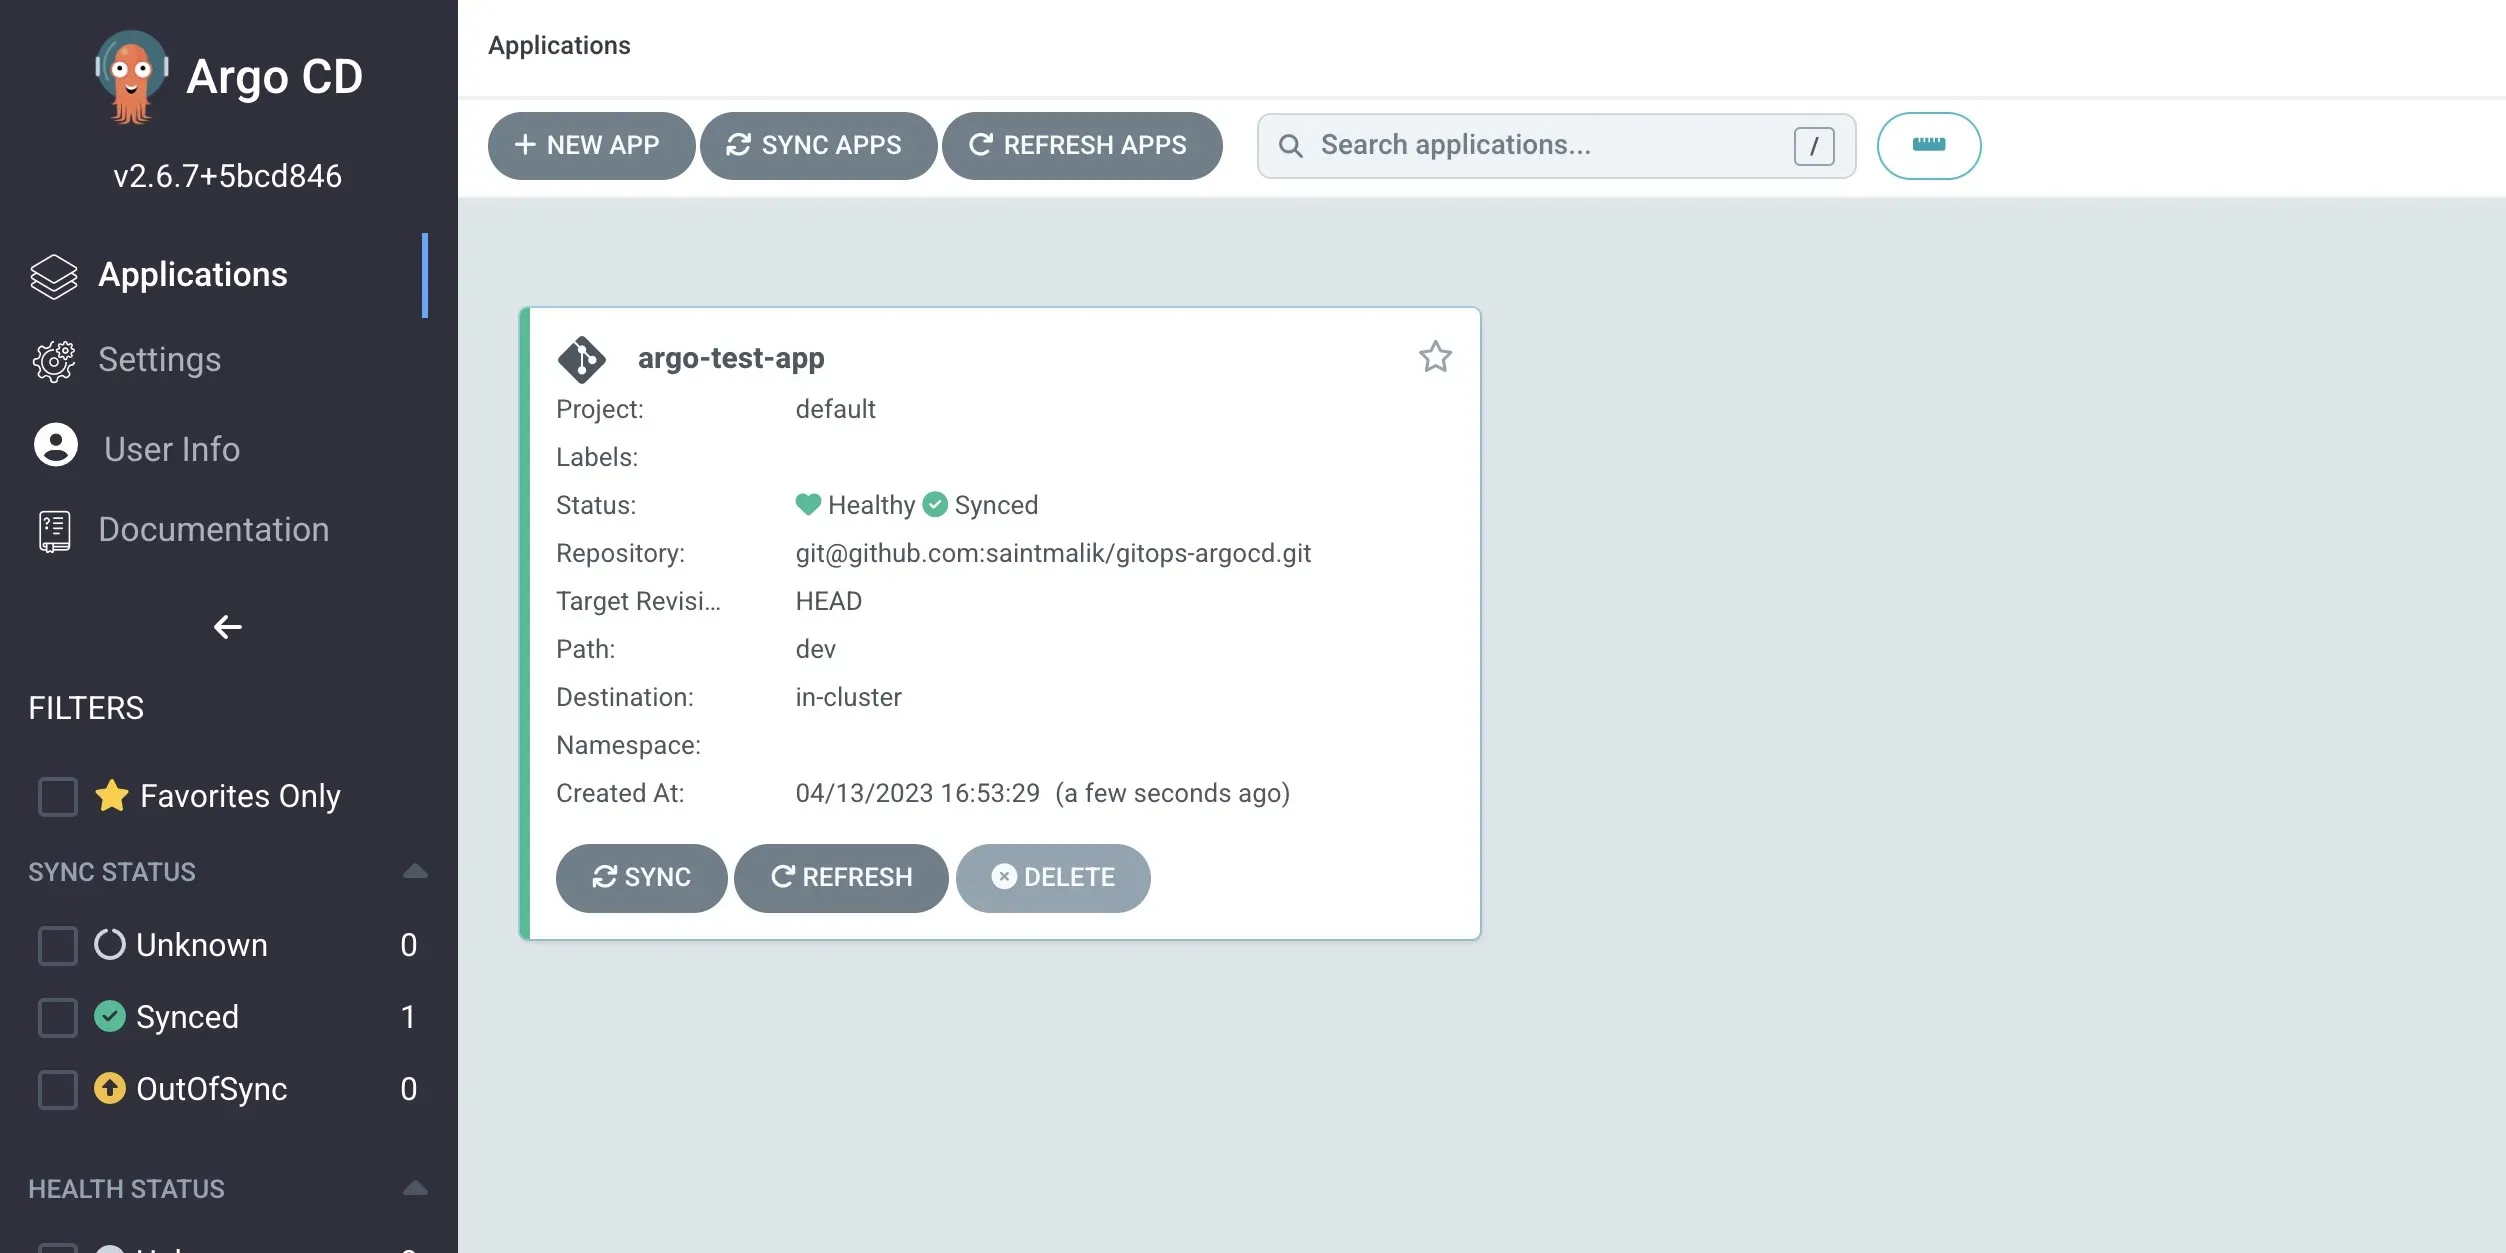 Argo CD
v2.6.7+5bcd846
Applications
Settings
User Info
Documentation
FILTERS
Favorites Only
SYNC STATUS
Unknown 0
Synced 1
OutOfSync 0
HEALTH STATUS
Applications
+ NEW APP SYNC APPS REFRESH APPS Search applications... /
argo-test-app
Project: default
Labels:
Status: Healthy Synced
Repository: git@github.com:saintmalik/gitops-argocd.git
Target Revisi... HEAD
Path: dev
Destination: in-cluster
Namespace:
Created At: 04/13/2023 16:53:29 (a few seconds ago)
SYNC REFRESH DELETE